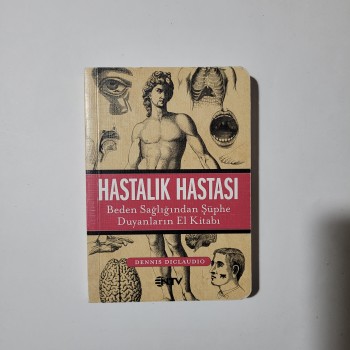 HASTALIK HASTASI
Beden Sağlığından Şüphe
Duyanların El Kitabı
DENNIS DICLAUDIO
NTV